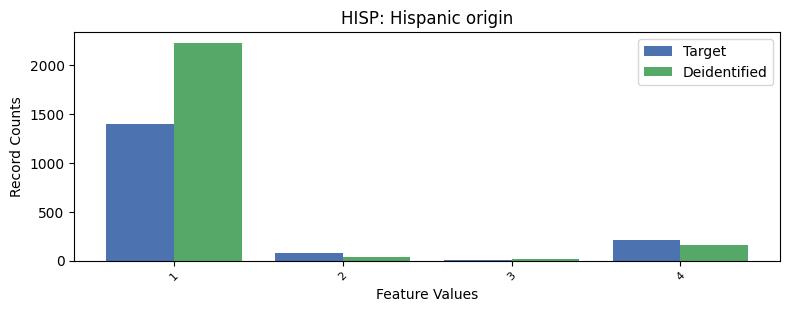 HISP: Hispanic origin
Record Counts
2000
1500
1000
500
0
Target
Deidentified
1
2
3
4
Feature Values